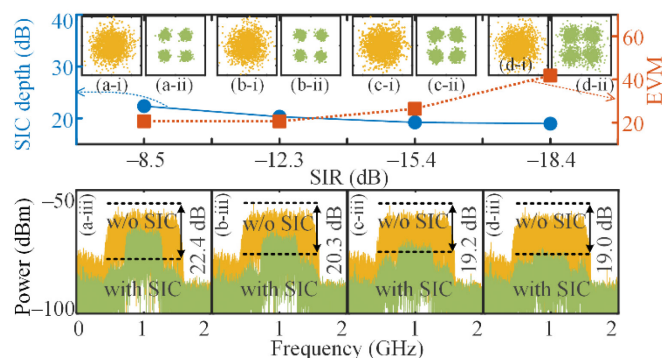 40
60
SIC depth (dB)
30
40
EVM
20
20
(a-i)
(a-ii)
(b-i)
(b-ii)
(c-i)
(c-ii)
(d-i)
(d-ii)
−8.5
−12.3
−15.4
−18.4
SIR (dB)
−50
Power (dBm)
−100
(a-iii)
w/o SIC
22.4 dB
with SIC
(b-iii)
w/o SIC
20.3 dB
with SIC
(c-iii)
w/o SIC
19.2 dB
with SIC
(d-iii)
w/o SIC
19.0 dB
with SIC
0
1
2
1
2
1
2
1
2
Frequency (GHz)